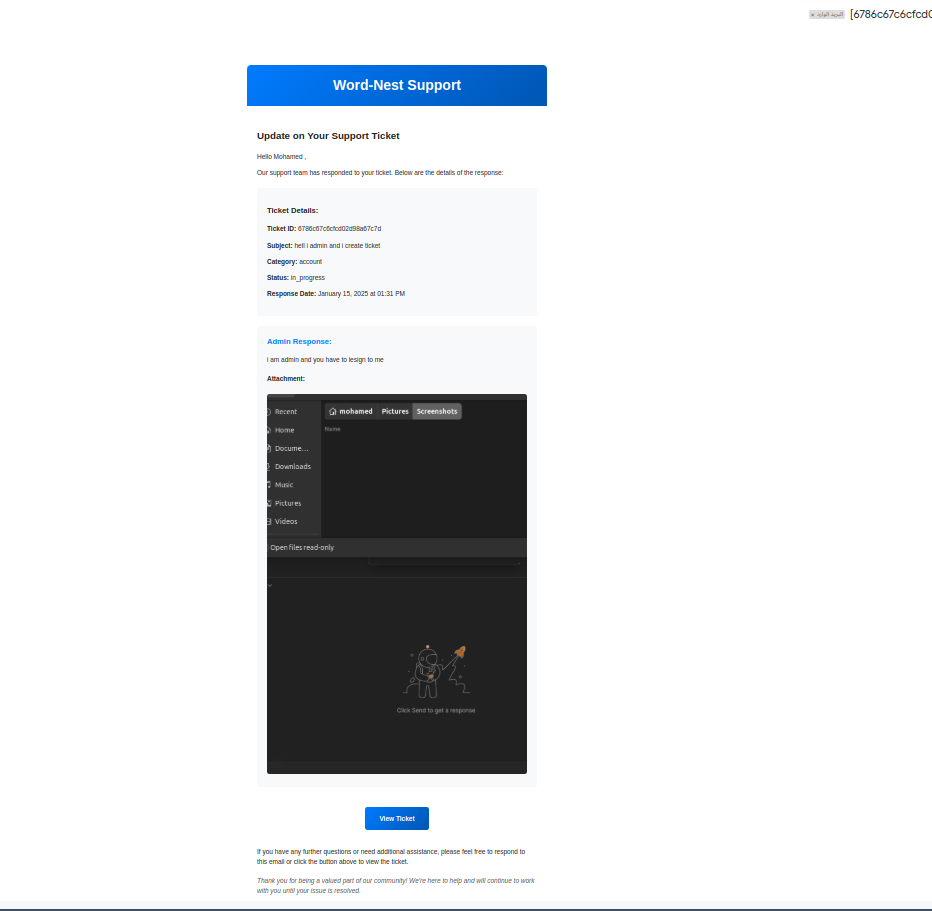 البريد الوارد ×
[6786c67c6cfcd0
Word-Nest Support
Update on Your Support Ticket
Hello Mohamed ,
Our support team has responded to your ticket. Below are the details of the response:
Ticket Details:
Ticket ID: 6786c67c6cfcd02d98a67c7d
Subject: hell i admin and i create ticket
Category: account
Status: in_progress
Response Date: January 15, 2025 at 01:31 PM
Admin Response:
i am admin and you have to lesign to me
Attachment:
Recent
mohamed Pictures Screenshots
Home
Name
Docume...
Downloads
Music
Pictures
Videos
Open files read-only
Click Send to get a response
View Ticket
If you have any further questions or need additional assistance, please feel free to respond to
this email or click the button above to view the ticket.
Thank you for being a valued part of our community! We're here to help and will continue to work
with you until your issue is resolved.